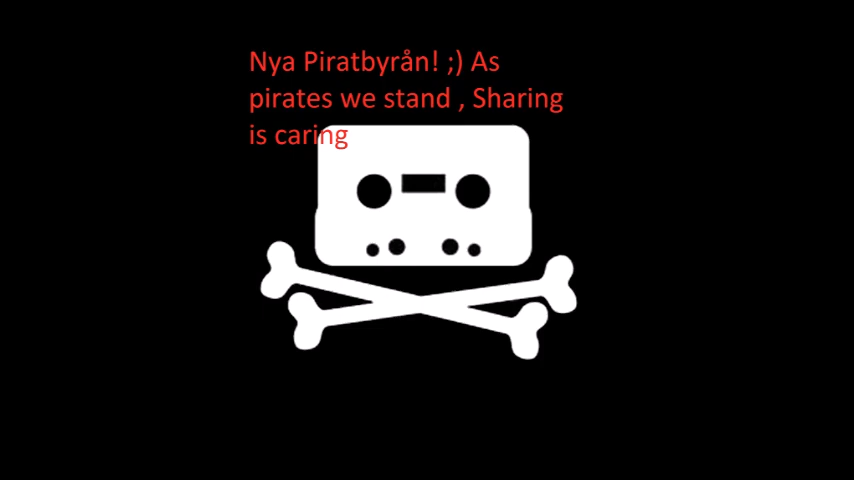 Nya Piratbyrån! ;) As
pirates we stand , Sharing
is caring